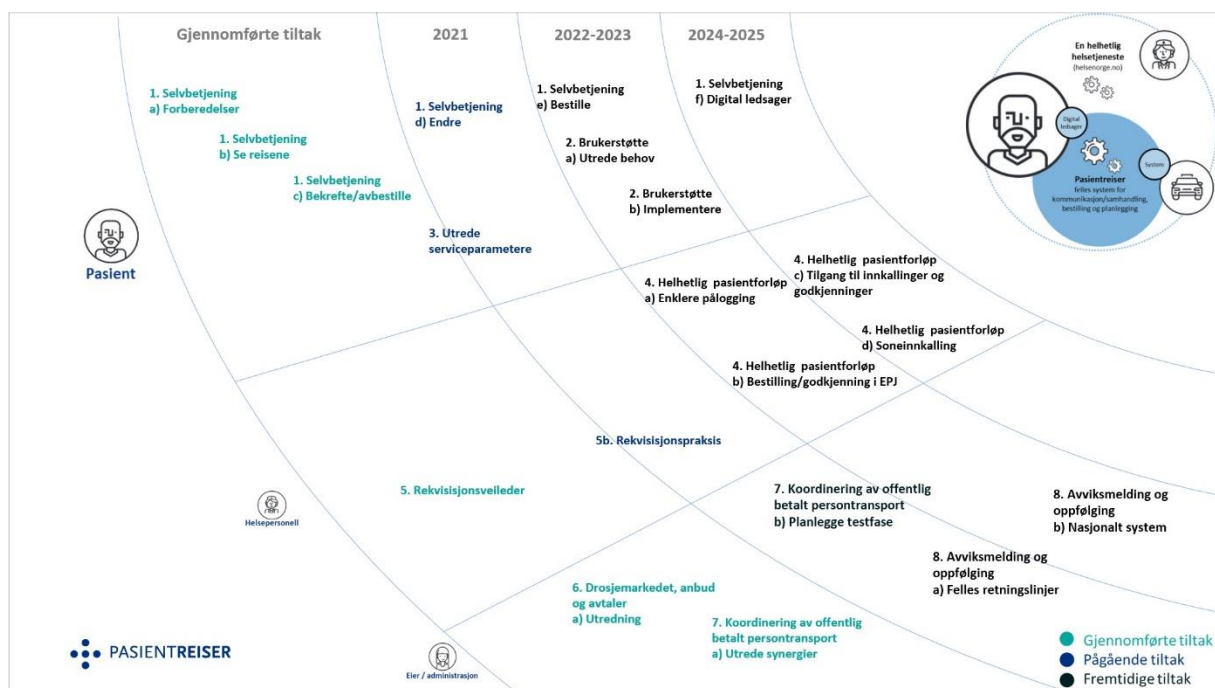 Gjennomførte tiltak
2021
2022-2023
2024-2025
1. Selvbetjening
a) Forberedelser
1. Selvbetjening
b) Se reisene
1. Selvbetjening
c) Bekrefte/avbestille
1. Selvbetjening
d) Endre
3. Utrede
serviceparametere
1. Selvbetjening
e) Bestille
2. Brukerstøtte
a) Utrede behov
2. Brukerstøtte
b) Implementere
1. Selvbetjening
f) Digital ledsager
En helhetlig
helsetjeneste
(helsenorge.no)
Digital
ledsager
System
Pasientreiser
felles system for
kommunikasjon/samhandling,
bestilling og planlegging
Pasient
4. Helhetlig pasientforløp
a) Enklere pålogging
4. Helhetlig pasientforløp
c) Tilgang til innkallinger og
godkjenninger
4. Helhetlig pasientforløp
d) Soneinnkalling
4. Helhetlig pasientforløp
b) Bestilling/godkjenning i EPJ
5b. Rekvisisjonspraksis
5. Rekvisisjonsveileder
Helsepersonell
7. Koordinering av offentlig
betalt persontransport
b) Planlegge testfase
8. Avviksmelding og
oppfølging
b) Nasjonalt system
8. Avviksmelding og
oppfølging
a) Felles retningslinjer
6. Drosjemarkedet, anbud
og avtaler
a) Utredning
7. Koordinering av offentlig
betalt persontransport
a) Utrede synergier
Eier / administrasjon
PASIENTREISER
Gjennomførte tiltak
Pågående tiltak
Fremtidige tiltak